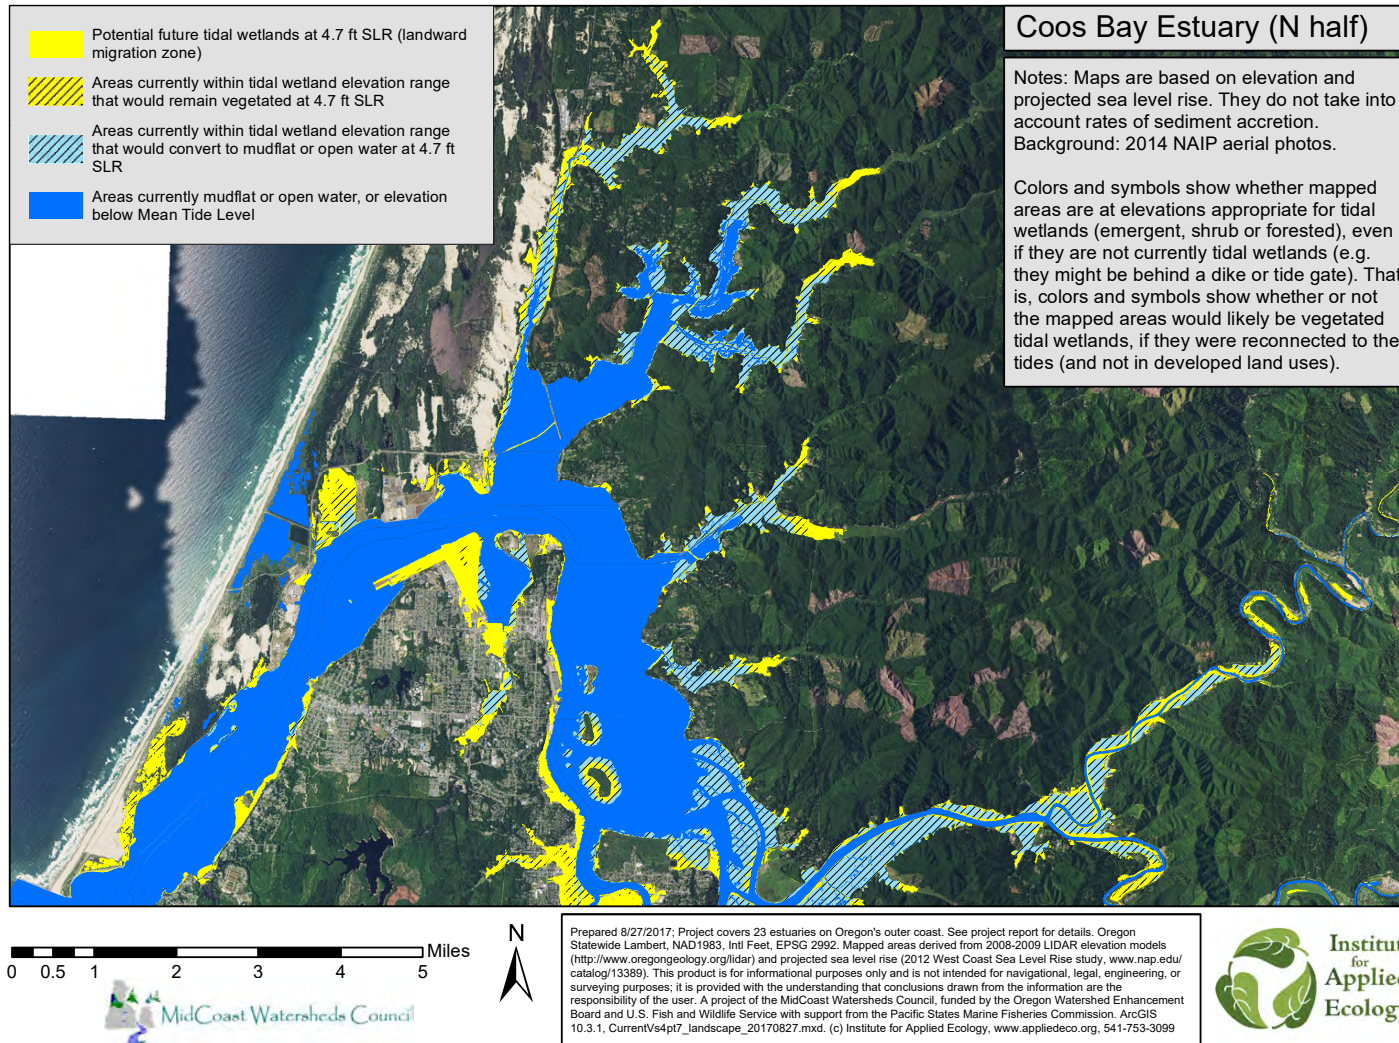 Potential future tidal wetlands at 4.7 ft SLR (landward
migration zone)
Areas currently within tidal wetland elevation range
that would remain vegetated at 4.7 ft SLR
Areas currently within tidal wetland elevation range
that would convert to mudflat or open water at 4.7 ft
SLR
Areas currently mudflat or open water, or elevation
below Mean Tide Level
Coos Bay Estuary (N half)
Notes: Maps are based on elevation and
projected sea level rise. They do not take into
account rates of sediment accretion.
Background: 2014 NAIP aerial photos.
Colors and symbols show whether mapped
areas are at elevations appropriate for tidal
wetlands (emergent, shrub or forested), even
if they are not currently tidal wetlands (e.g.
they might be behind a dike or tide gate). That
is, colors and symbols show whether or not
the mapped areas would likely be vegetated
tidal wetlands, if they were reconnected to the
tides (and not in developed land uses).
Miles
0 0.5 1 2 3 4 5
MidCoast Watersheds Council
N
Prepared 8/27/2017; Project covers 23 estuaries on Oregon's outer coast. See project report for details. Oregon
Statewide Lambert, NAD1983, Intl Feet, EPSG 2992. Mapped areas derived from 2008-2009 LIDAR elevation models
(http://www.oregongeology.org/lidar) and projected sea level rise (2012 West Coast Sea Level Rise study, www.nap.edu/
catalog/13389). This product is for informational purposes only and is not intended for navigational, legal, engineering, or
surveying purposes; it is provided with the understanding that conclusions drawn from the information are the
responsibility of the user. A project of the MidCoast Watersheds Council, funded by the Oregon Watershed Enhancement
Board and U.S. Fish and Wildlife Service with support from the Pacific States Marine Fisheries Commission. ArcGIS
10.3.1, CurrentVs4pt7_landscape_20170827.mxd. (c) Institute for Applied Ecology, www.appliedeco.org, 541-753-3099
Institut
for
Applied
Ecology